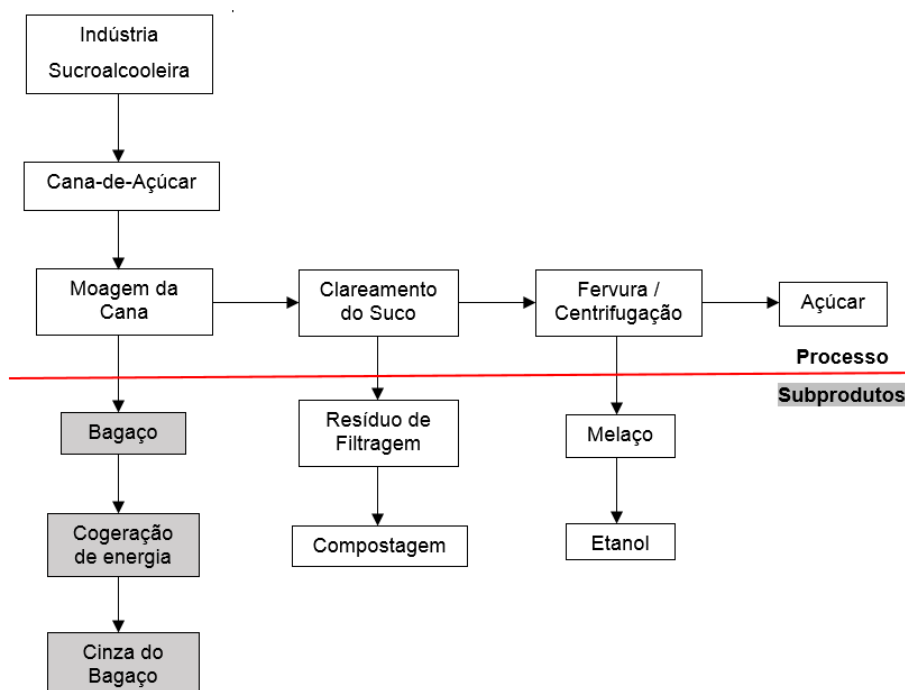 Indústria
Sucroalcooleira
Cana-de-Açúcar
Moagem da
Cana
Clareamento
do Suco
Fervura /
Centrifugação
Açúcar
Processo
Subprodutos
Bagaço
Resíduo de
Filtragem
Melaço
Cogeração
de energia
Compostagem
Etanol
Cinza do
Bagaço